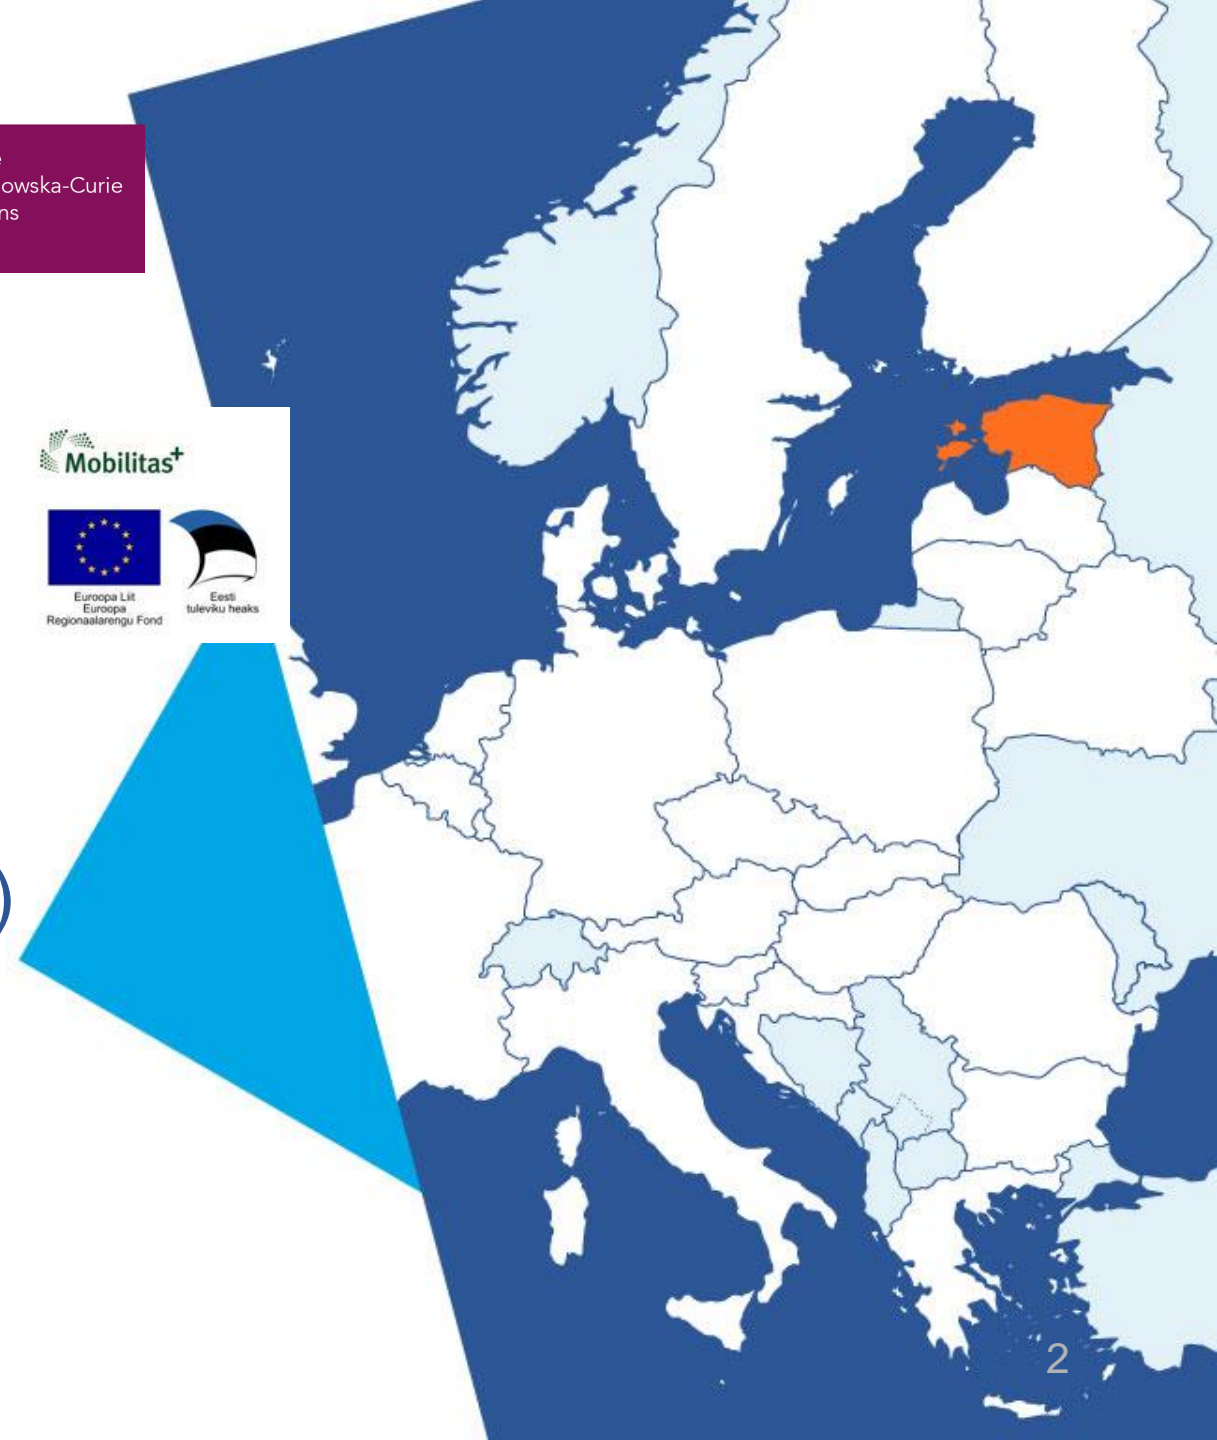 owska-Curie
ns
Mobilitas+
Euroopa Liit
Euroopa
Regionaalarengu Fond
Eesti
tuleviku heaks
)
2